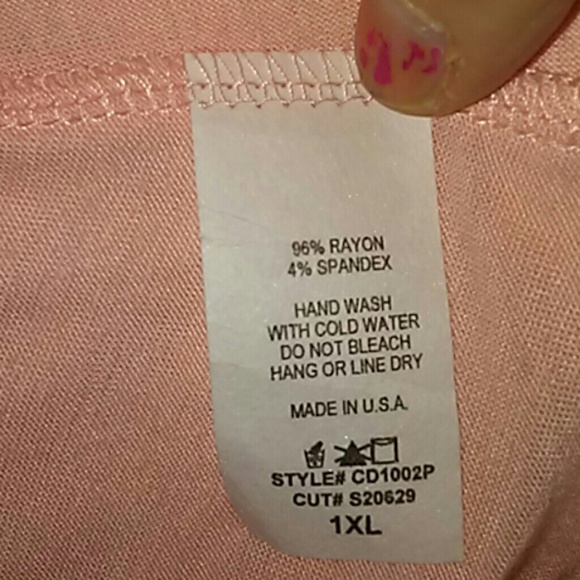 96% RAYON
4% SPANDEX
HAND WASH
WITH COLD WATER
DO NOT BLEACH
HANG OR LINE DRY
MADE IN U.S.A.
STYLE# CD1002P
CUT# S20629
1XL